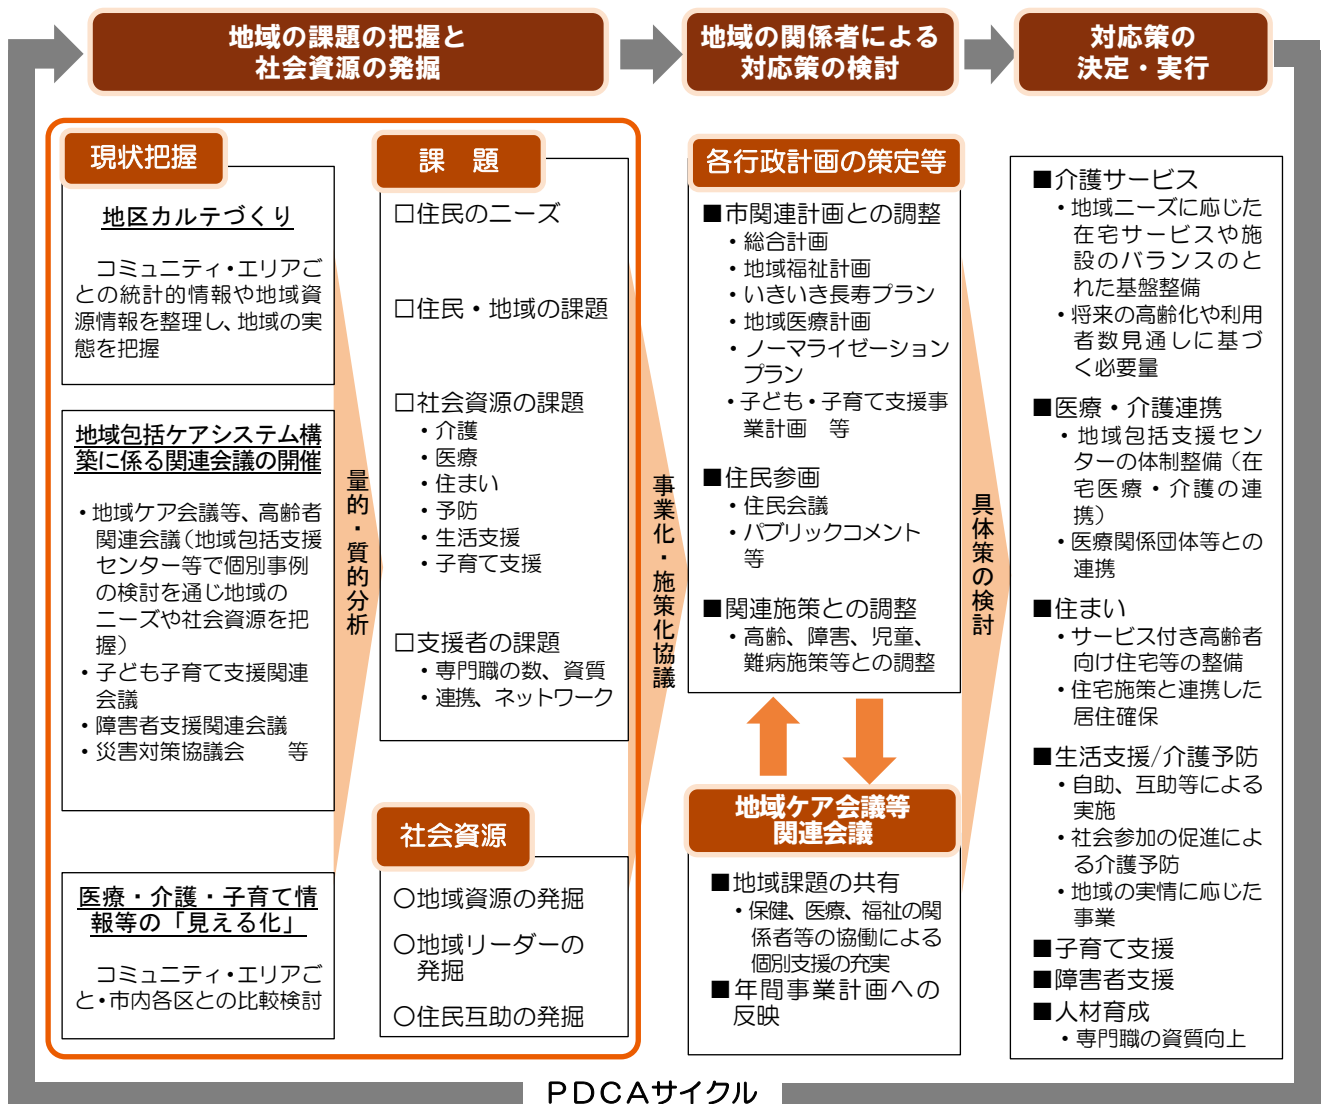 地域の課題の把握と
社会資源の発掘
地域の関係者による
対応策の検討
対応策の
決定・実行
現状把握
地区カルテづくり
コミュニティ・エリアご
との統計的情報や地域資
源情報を整理し、地域の実
態を把握
地域包括ケアシステム構
築に係る関連会議の開催
・地域ケア会議等、高齢者
関連会議（地域包括支援
センター等で個別事例
の検討を通じ地域の
ニーズや社会資源を把
握）
・子ども子育て支援関連
会議
・障害者支援関連会議
・災害対策協議会　等
医療・介護・子育て情
報等の「見える化」
コミュニティ・エリアご
と・市内各区との比較検討
量的・質的分析
課　題
□住民のニーズ
□住民・地域の課題
□社会資源の課題
・介護
・医療
・住まい
・予防
・生活支援
・子育て支援
□支援者の課題
・専門職の数、資質
・連携、ネットワーク
社会資源
○地域資源の発掘
○地域リーダーの
発掘
○住民互助の発掘
事業化・施策化協議
各行政計画の策定等
■市関連計画との調整
・総合計画
・地域福祉計画
・いきいき長寿プラン
・地域医療計画
・ノーマライゼーション
プラン
・子ども・子育て支援事
業計画　等
■住民参画
・住民会議
・パブリックコメント
等
■関連施策との調整
・高齢、障害、児童、
難病施策等との調整
地域ケア会議等
関連会議
■地域課題の共有
・保健、医療、福祉の関
係者等の協働による
個別支援の充実
■年間事業計画への
反映
具体策の検討
■介護サービス
・地域ニーズに応じた
在宅サービスや施
設のバランスのと
れた基盤整備
・将来の高齢化や利用
者数見通しに基づ
く必要量
■医療・介護連携
・地域包括支援セン
ターの体制整備（在
宅医療・介護の連
携）
・医療関係団体等との
連携
■住まい
・サービス付き高齢者
向け住宅等の整備
・住宅施策と連携した
居住確保
■生活支援/介護予防
・自助、互助等による
実施
・社会参加の促進によ
る介護予防
・地域の実情に応じた
事業
■子育て支援
■障害者支援
■人材育成
・専門職の資質向上
ＰＤＣＡサイクル